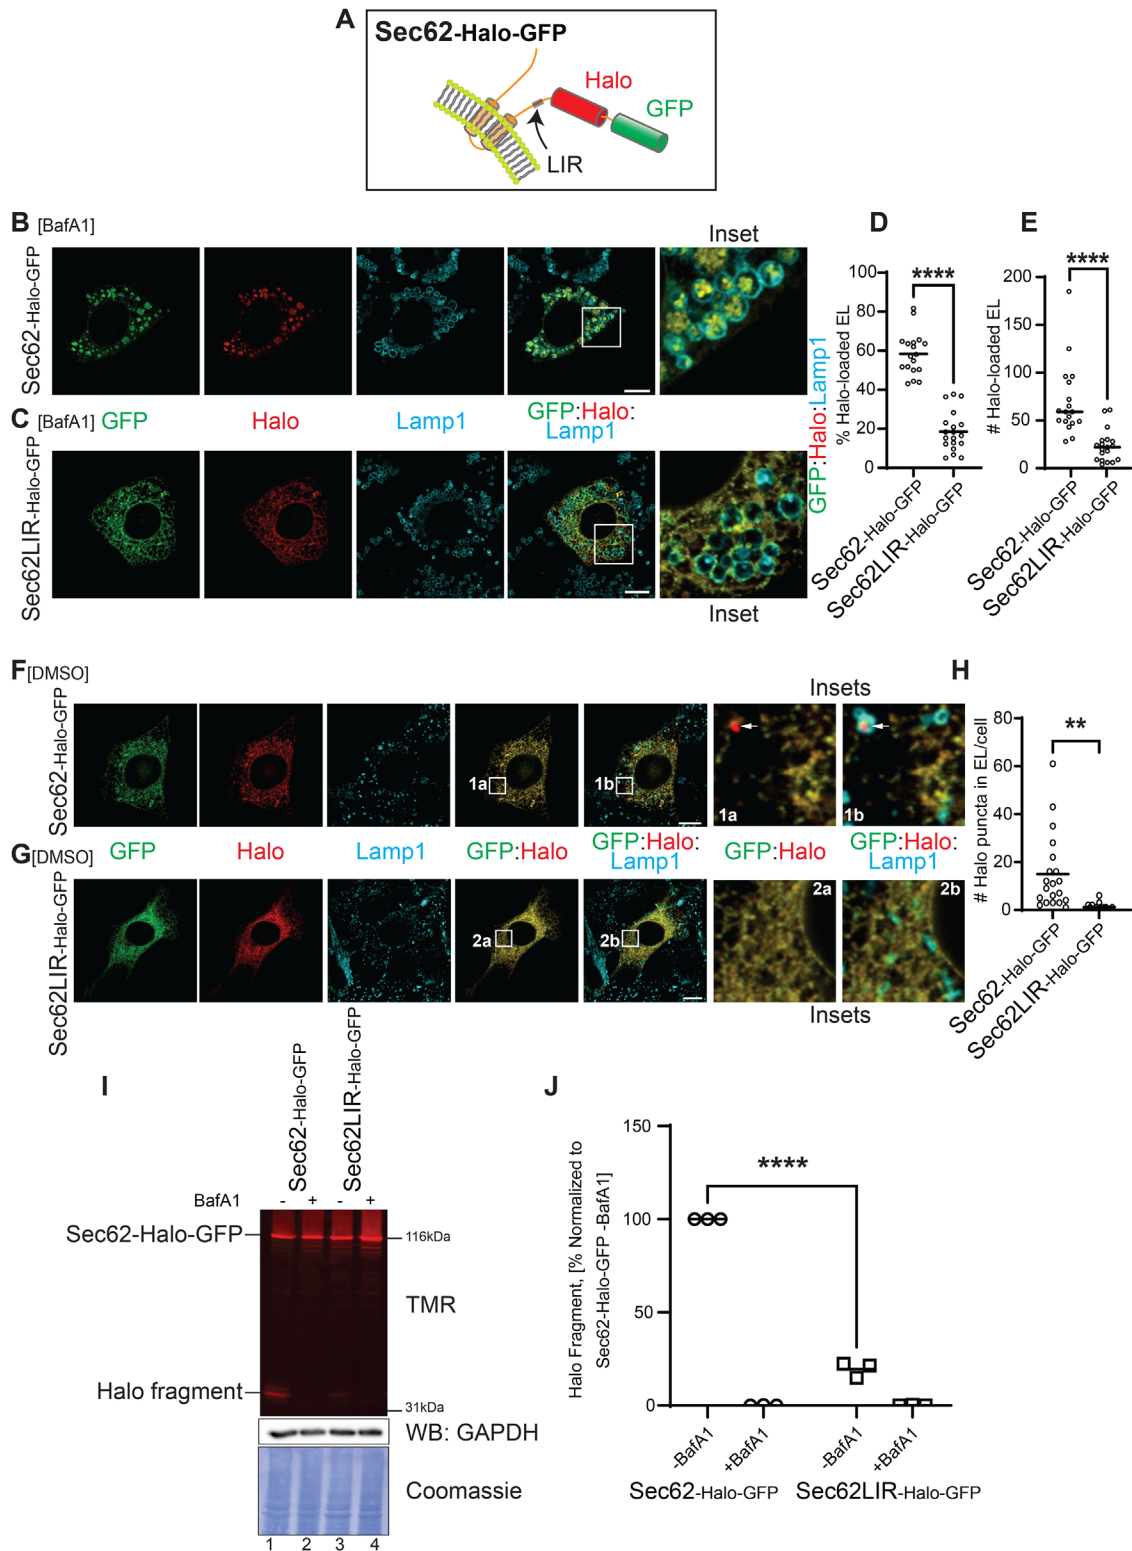 A
Sec62-Halo-GFP
Halo
GFP
LIR
B [BafA1]
Inset
Sec62-Halo-GFP
GFP:Halo:Lamp1
C [BafA1]
GFP
Halo
Lamp1
GFP:Halo:
Lamp1
Sec62LIR-Halo-GFP
Inset
D
****
% Halo-loaded EL
100
80
60
40
20
0
Sec62-Halo-GFP
Sec62LIR-Halo-GFP
E
****
# Halo-loaded EL
200
150
100
50
0
Sec62-Halo-GFP
Sec62LIR-Halo-GFP
F [DMSO]
Insets
Sec62-Halo-GFP
1a
1b
1a
1b
G [DMSO]
GFP
Halo
Lamp1
GFP:Halo
GFP:Halo:
Lamp1
GFP:Halo
GFP:Halo:
Lamp1
Sec62LIR-Halo-GFP
2a
2b
2a
2b
Insets
H
**
# Halo puncta in EL/cell
80
60
40
20
0
Sec62-Halo-GFP
Sec62LIR-Halo-GFP
I
Sec62-Halo-GFP
Sec62LIR-Halo-GFP
BafA1 - + - +
Sec62-Halo-GFP
116kDa
TMR
Halo fragment
31kDa
WB: GAPDH
Coomassie
1 2 3 4
J
Halo Fragment, [% Normalized to
Sec62-Halo-GFP -BafA1]
150
100
50
0
****
-BafA1
+BafA1
-BafA1
+BafA1
Sec62-Halo-GFP
Sec62LIR-Halo-GFP